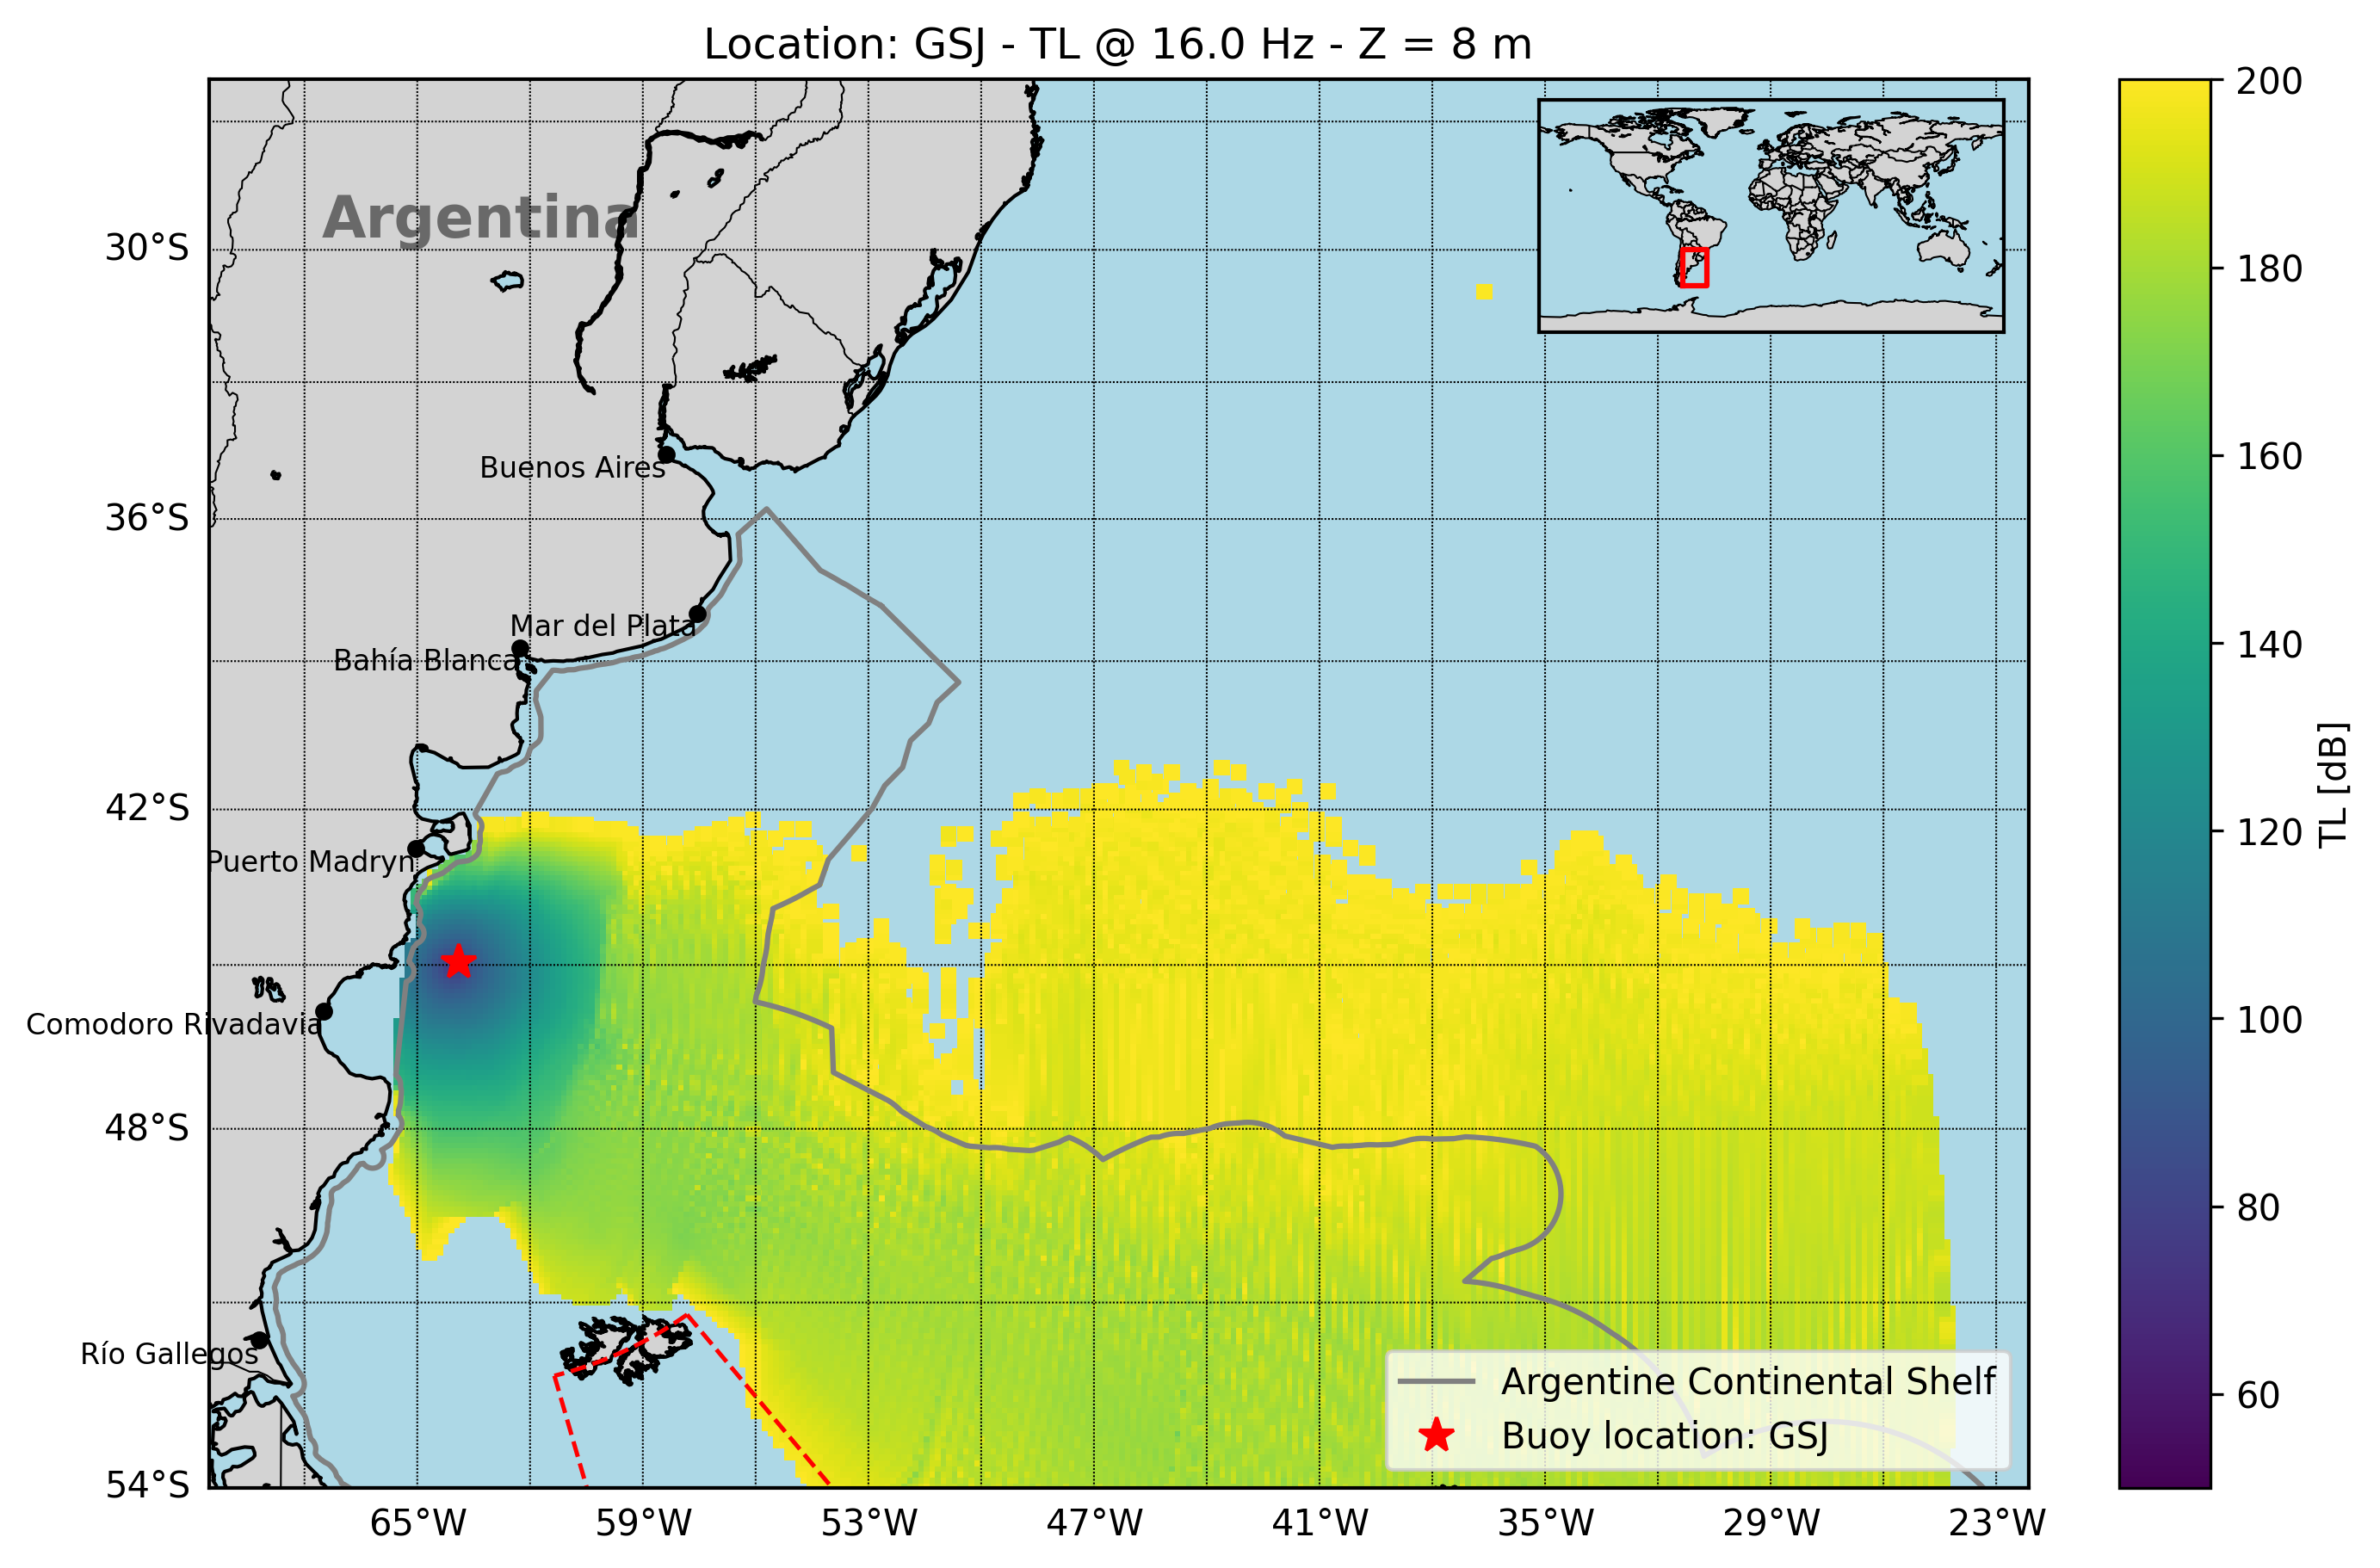 Location: GSJ - TL @ 16.0 Hz - Z = 8 m
Argentina
Buenos Aires
Mar del Plata
Bahía Blanca
Puerto Madryn
Comodoro Rivadavia
Río Gallegos
30°S
36°S
42°S
48°S
54°S
65°W
59°W
53°W
47°W
41°W
35°W
29°W
23°W
Argentine Continental Shelf
Buoy location: GSJ
200
180
160
140
120
100
80
60
TL [dB]